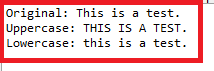 Original: This is a test.
Uppercase: THIS IS A TEST.
Lowercase: this is a test.